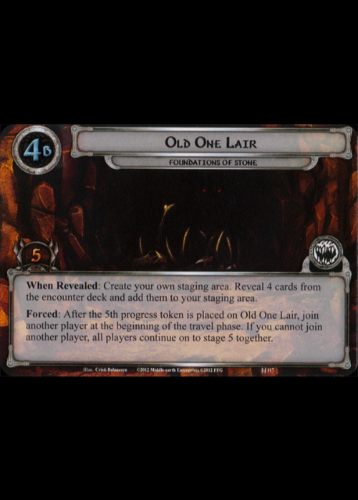 4B
OLD ONE LAIR
FOUNDATIONS OF STONE
5
When Revealed: Create your own staging area. Reveal 4 cards from
the encounter deck and add them to your staging area.
Forced: After the 5th progress token is placed on Old One Lair, join
another player at the beginning of the travel phase. If you cannot join
another player, all players continue on to stage 5 together.
Illus. ©2012 Middle-earth Enterprises ©2012 FFG